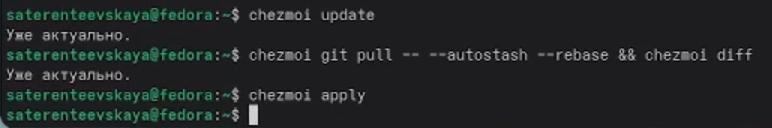 saterenteevskaya@fedora:~$ chezmoi update
Уже актуально.
saterenteevskaya@fedora:~$ chezmoi git pull -- --autostash --rebase && chezmoi diff
Уже актуально.
saterenteevskaya@fedora:~$ chezmoi apply
saterenteevskaya@fedora:~$